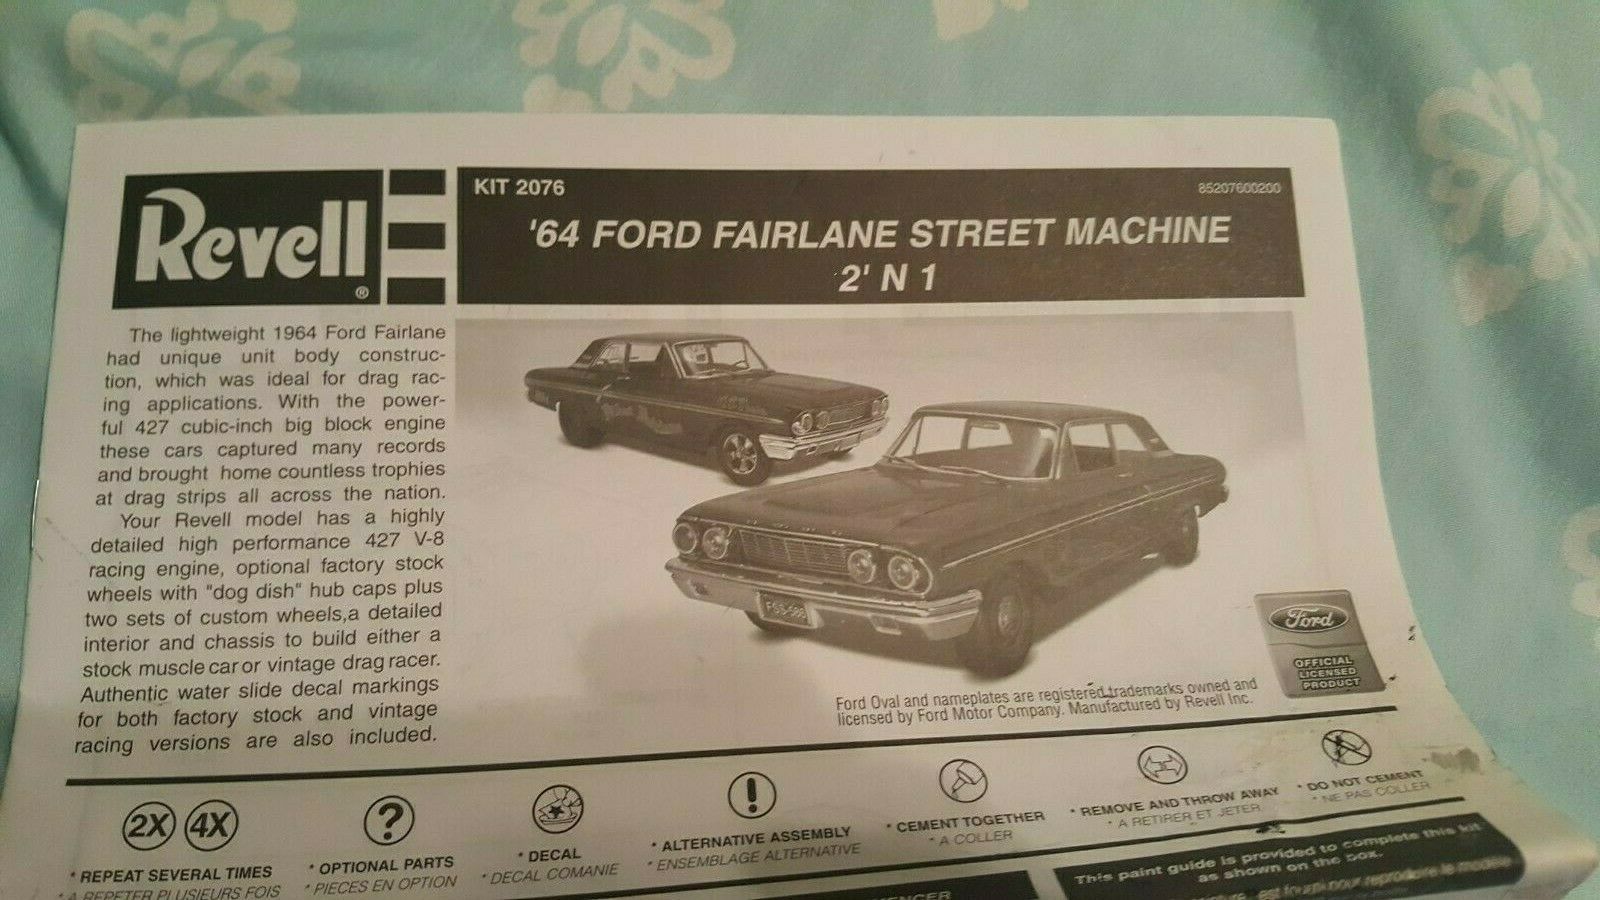 Revell®
KIT 2076
85207600200
'64 FORD FAIRLANE STREET MACHINE
2' N 1
The lightweight 1964 Ford Fairlane
had unique unit body construc-
tion, which was ideal for drag rac-
ing applications. With the power-
ful 427 cubic-inch big block engine
these cars captured many records
and brought home countless trophies
at drag strips all across the nation.
Your Revell model has a highly
detailed high performance 427 V-8
racing engine, optional factory stock
wheels with "dog dish" hub caps plus
two sets of custom wheels,a detailed
interior and chassis to build either a
stock muscle car or vintage drag racer.
Authentic water slide decal markings
for both factory stock and vintage
racing versions are also included.
Ford
OFFICIAL
LICENSED
PRODUCT
Ford Oval and nameplates are registered trademarks owned and
licensed by Ford Motor Company. Manufactured by Revell Inc.
2X 4X
* REPEAT SEVERAL TIMES
* A REPETER PLUSIEURS FOIS
?
* OPTIONAL PARTS
* PIECES EN OPTION
* DECAL
* DECAL COMANIE
!
* ALTERNATIVE ASSEMBLY
* ENSEMBLAGE ALTERNATIVE
* CEMENT TOGETHER
* A COLLER
* REMOVE AND THROW AWAY
* A RETIRER ET JETER
* DO NOT CEMENT
* NE PAS COLLER
This paint guide is provided to complete this kit
as shown on the box.